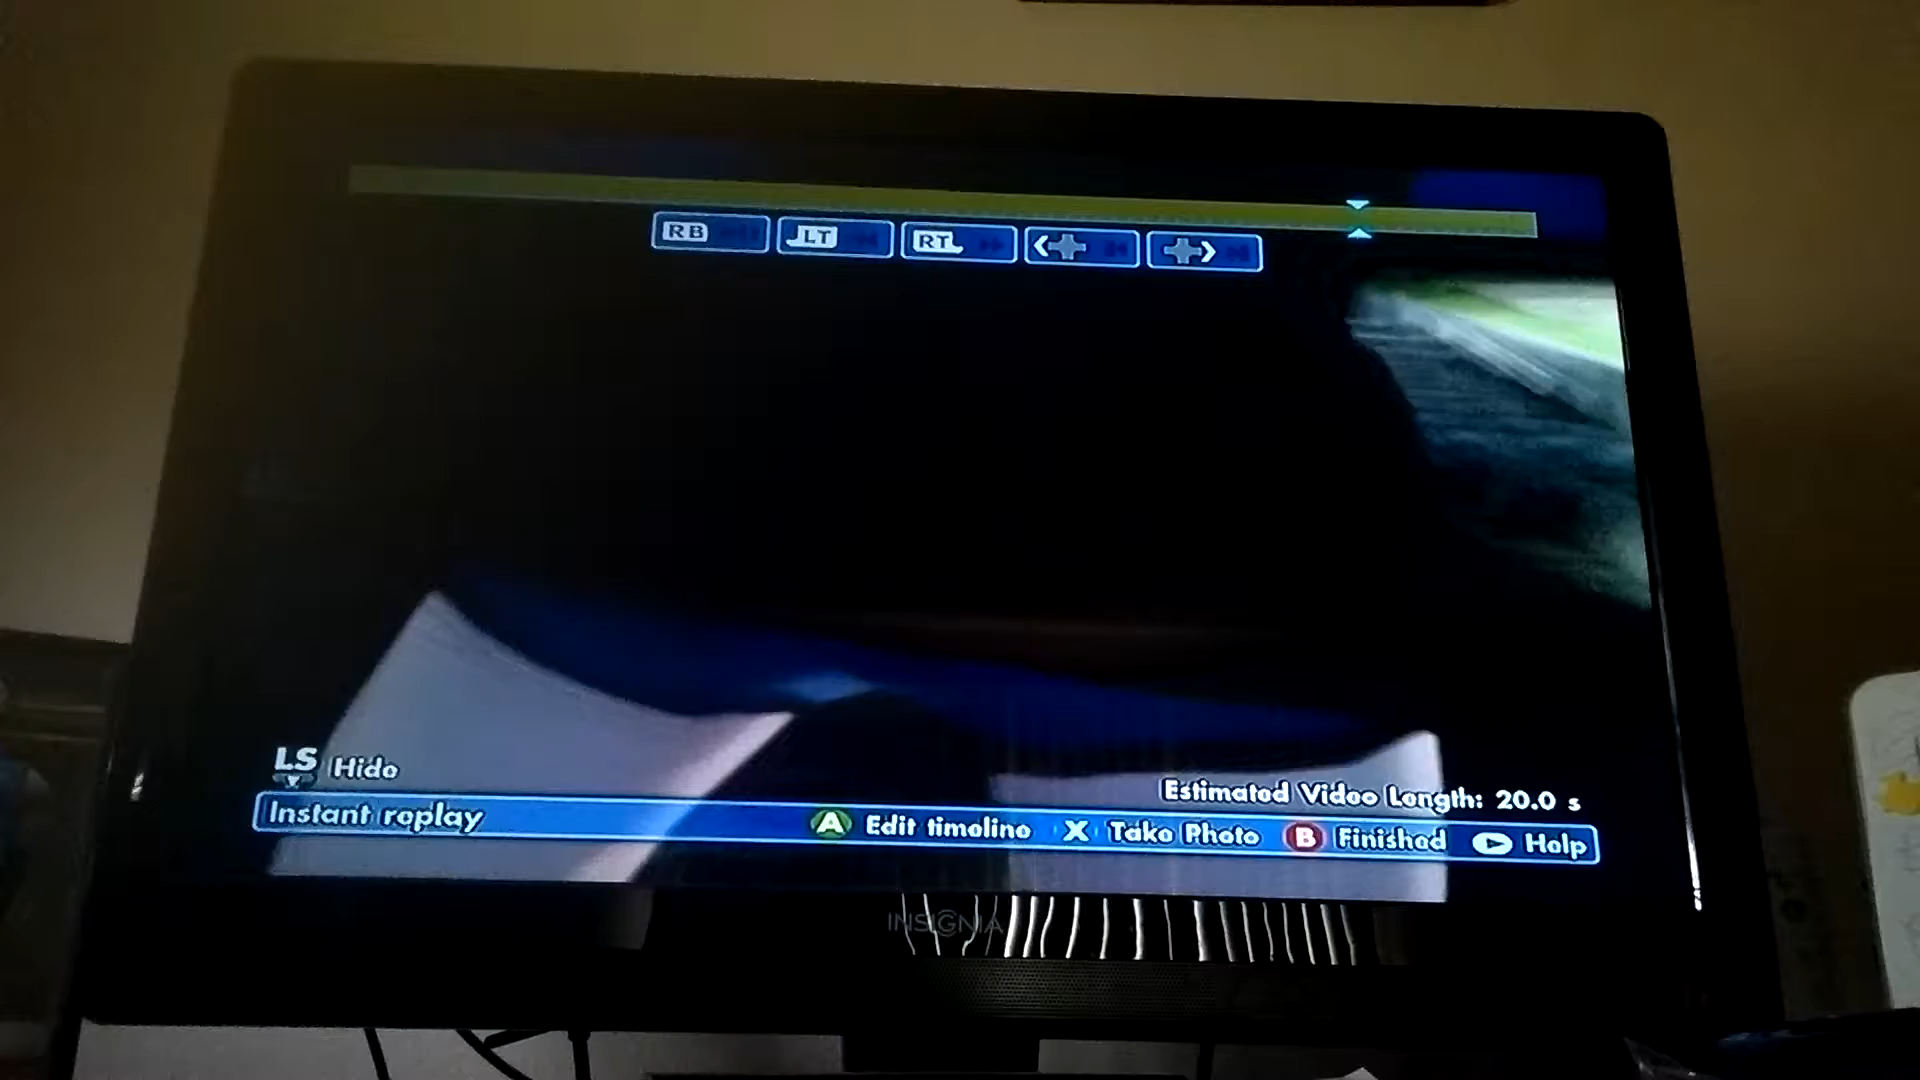 RB
LT
RT
LS Hide
Estimated Video Length: 20.0 s
Instant replay A Edit timeline X Take Photo B Finished Help
INSIGNIA